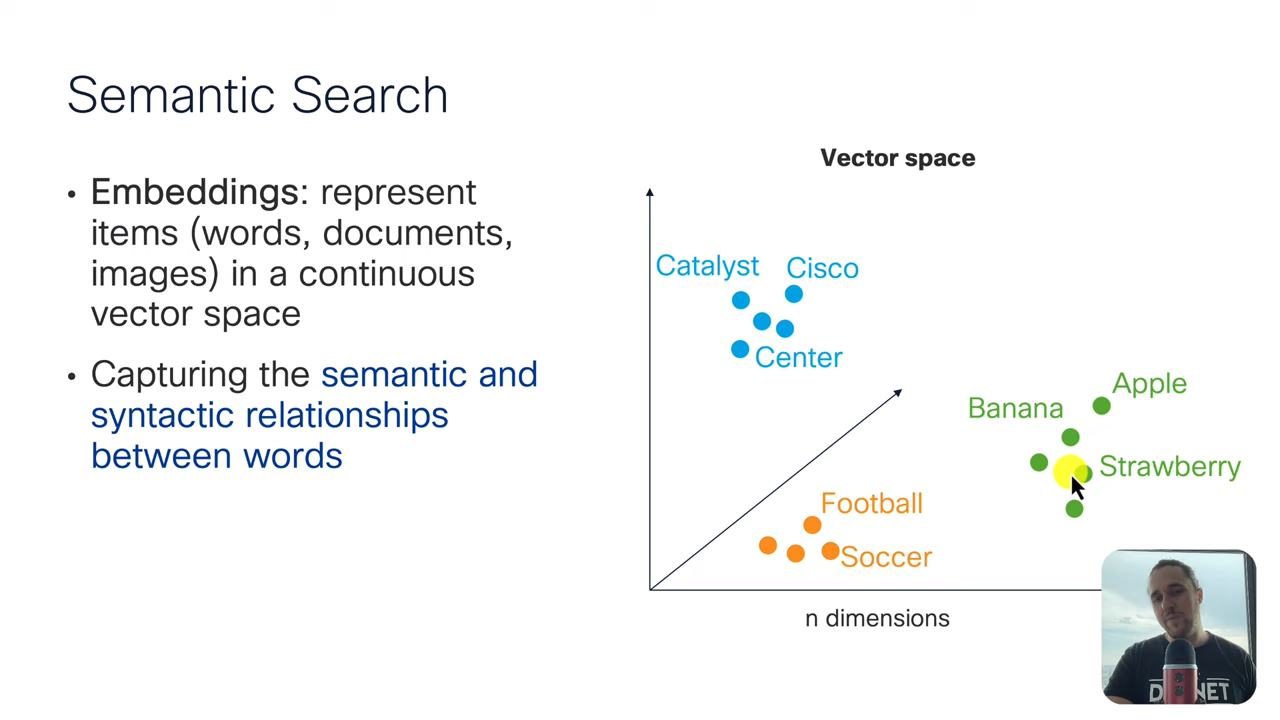 Semantic Search
Vector space
• Embeddings: represent
items (words, documents,
images) in a continuous
vector space
• Capturing the semantic and
syntactic relationships
between words
Catalyst
Cisco
Center
Apple
Banana
Strawberry
Football
Soccer
n dimensions